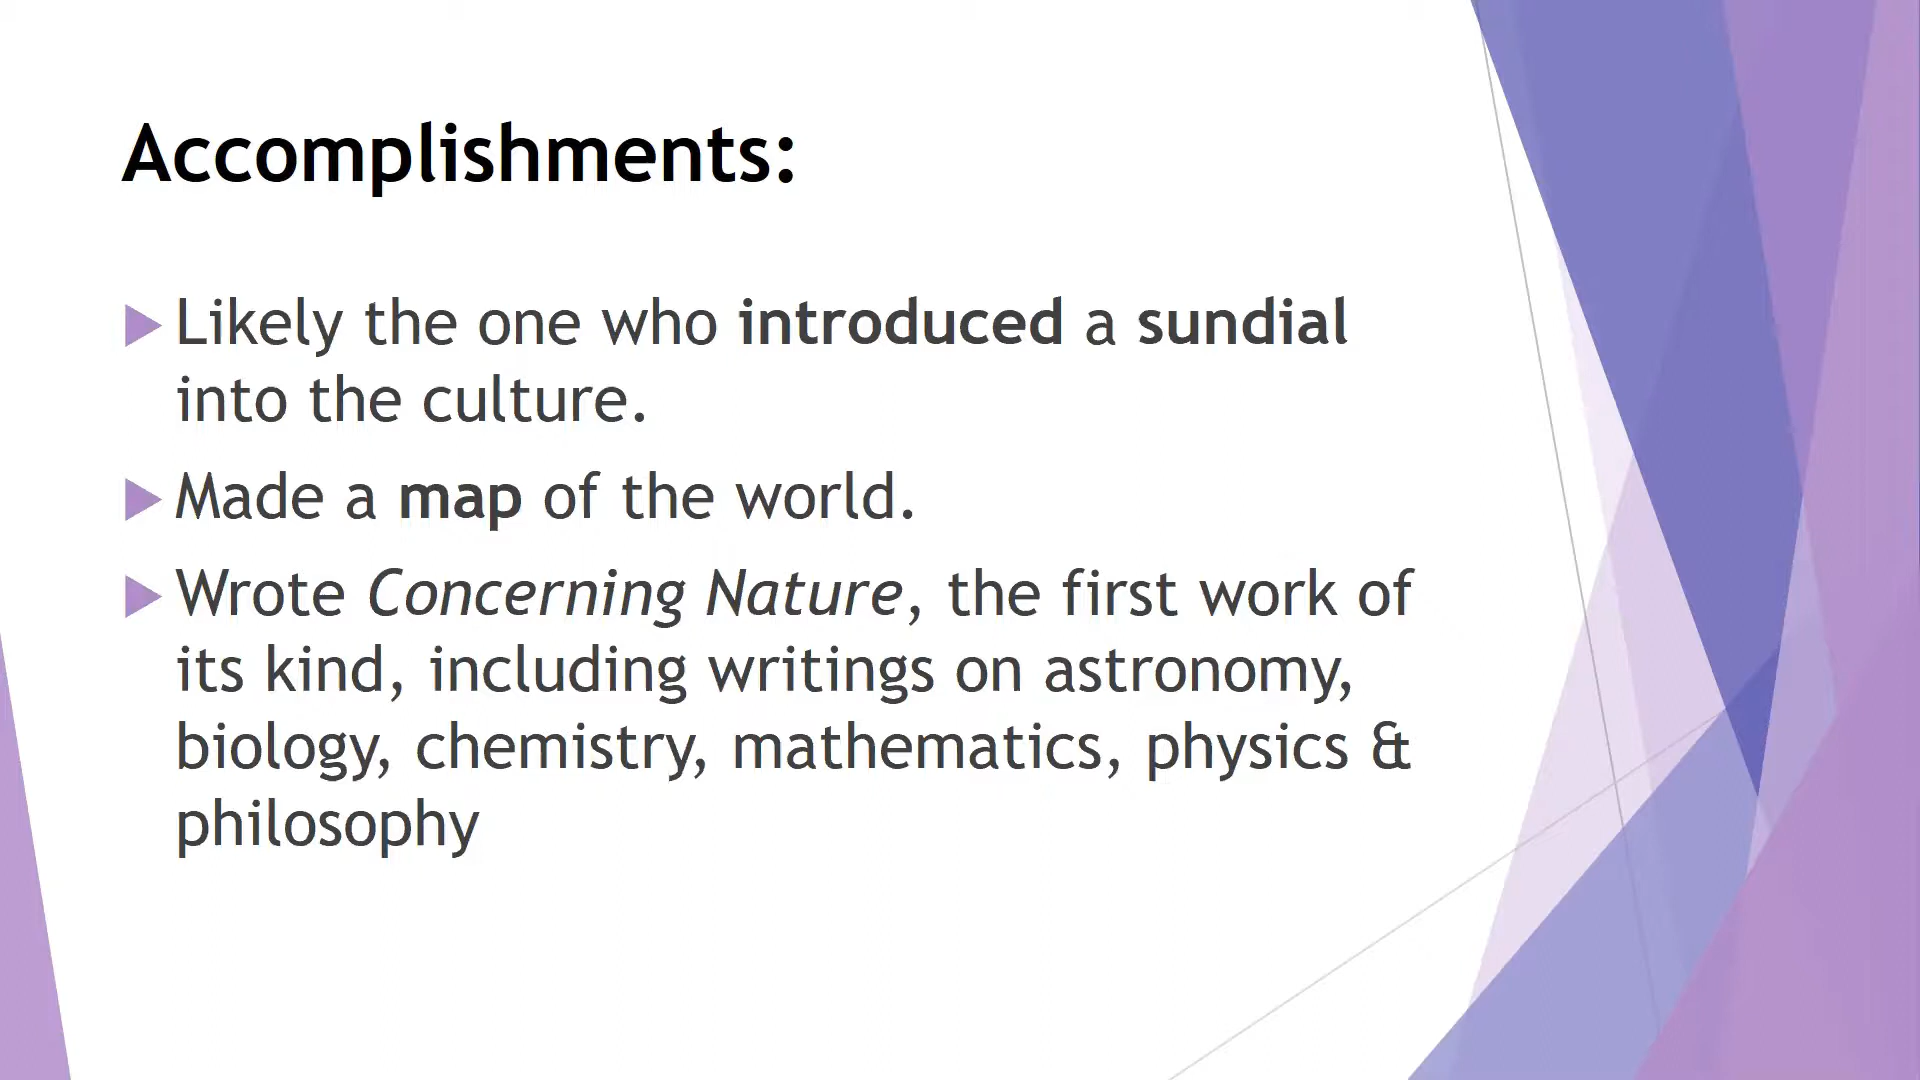 Accomplishments:
Likely the one who introduced a sundial
into the culture.
Made a map of the world.
Wrote Concerning Nature, the first work of
its kind, including writings on astronomy,
biology, chemistry, mathematics, physics &
philosophy